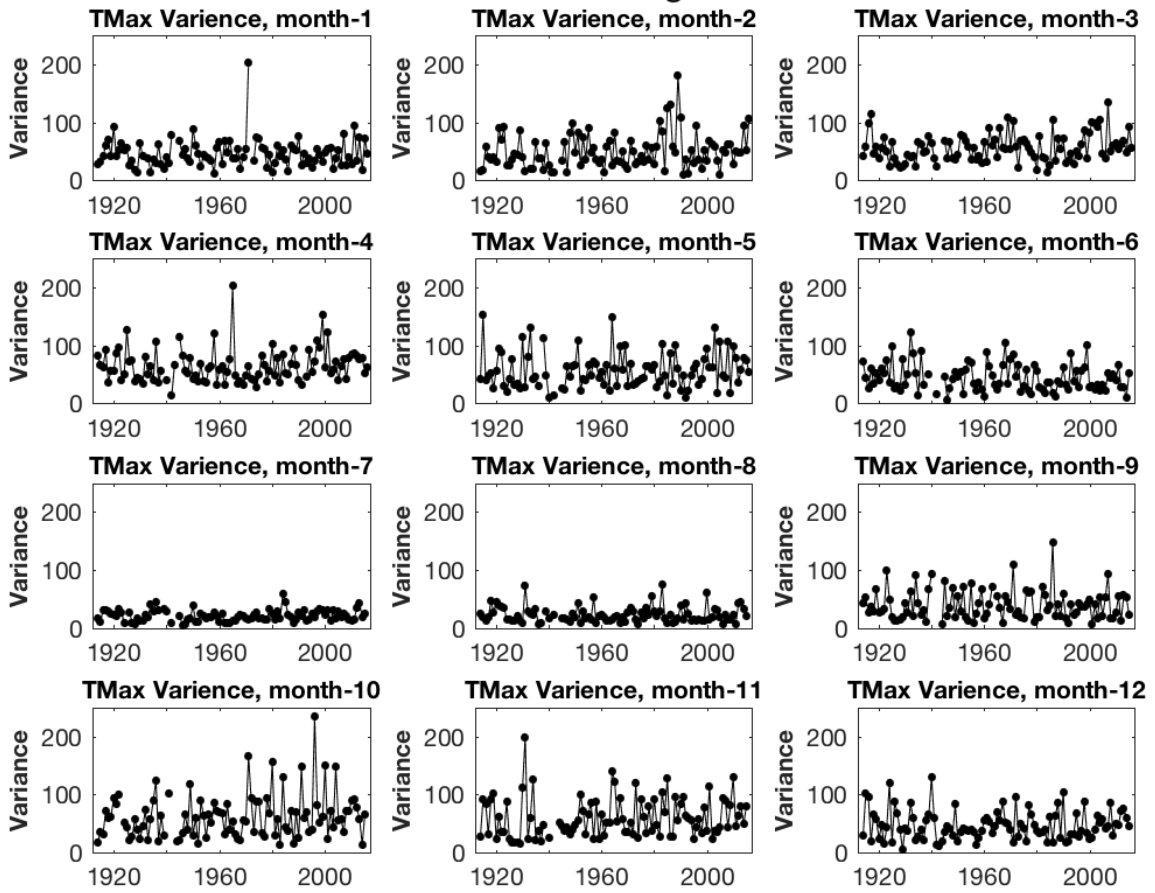 TMax Varience, month-1 TMax Varience, month-2 TMax Varience, month-3
Variance 200 100 0 Variance 200 100 0 Variance 200 100 0
1920 1960 2000 1920 1960 2000 1920 1960 2000
TMax Varience, month-4 TMax Varience, month-5 TMax Varience, month-6
Variance 200 100 0 Variance 200 100 0 Variance 200 100 0
1920 1960 2000 1920 1960 2000 1920 1960 2000
TMax Varience, month-7 TMax Varience, month-8 TMax Varience, month-9
Variance 200 100 0 Variance 200 100 0 Variance 200 100 0
1920 1960 2000 1920 1960 2000 1920 1960 2000
TMax Varience, month-10 TMax Varience, month-11 TMax Varience, month-12
Variance 200 100 0 Variance 200 100 0 Variance 200 100 0
1920 1960 2000 1920 1960 2000 1920 1960 2000